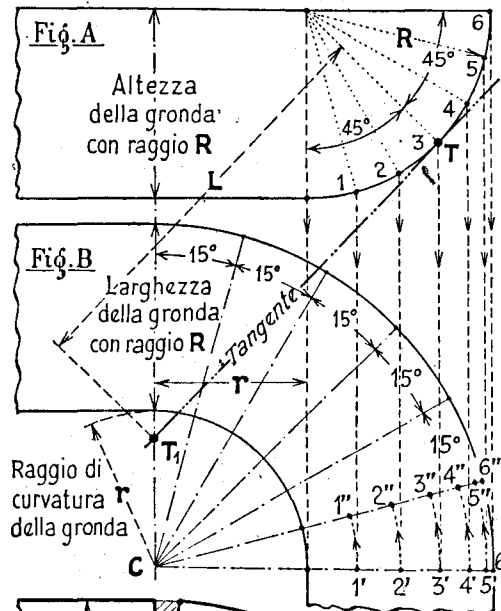 Fig. A
Altezza
della gronda
con raggio R
L
R
45°
45°
1
2
3
4
5
6
T
l
Fig. B
Larghezza
della gronda
con raggio R
15°
15°
15°
15°
15°
Tangente
r
T₁
Raggio di
curvatura
della gronda
r
C
1''
2''
3''
4''
5''
6''
1'
2'
3'
4'
5'
6